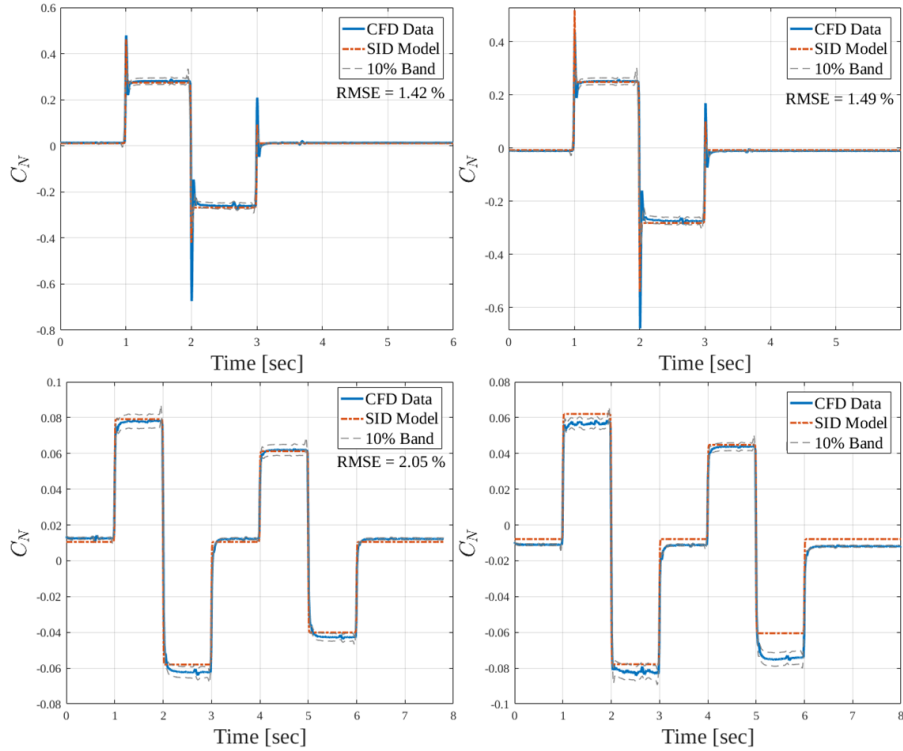 0.6
0.4
0.2
0
-0.2
-0.4
-0.6
-0.8
C_N
0
1
2
3
4
5
6
Time [sec]
CFD Data
SID Model
10% Band
RMSE = 1.42 %
0.4
0.2
0
-0.2
-0.4
-0.6
C_N
0
1
2
3
4
5
6
Time [sec]
CFD Data
SID Model
10% Band
RMSE = 1.49 %
0.1
0.08
0.06
0.04
0.02
0
-0.02
-0.04
-0.06
-0.08
C_N
0
1
2
3
4
5
6
7
8
Time [sec]
CFD Data
SID Model
10% Band
RMSE = 2.05 %
0.08
0.06
0.04
0.02
0
-0.02
-0.04
-0.06
-0.08
-0.1
C_N
0
1
2
3
4
5
6
7
8
Time [sec]
CFD Data
SID Model
10% Band